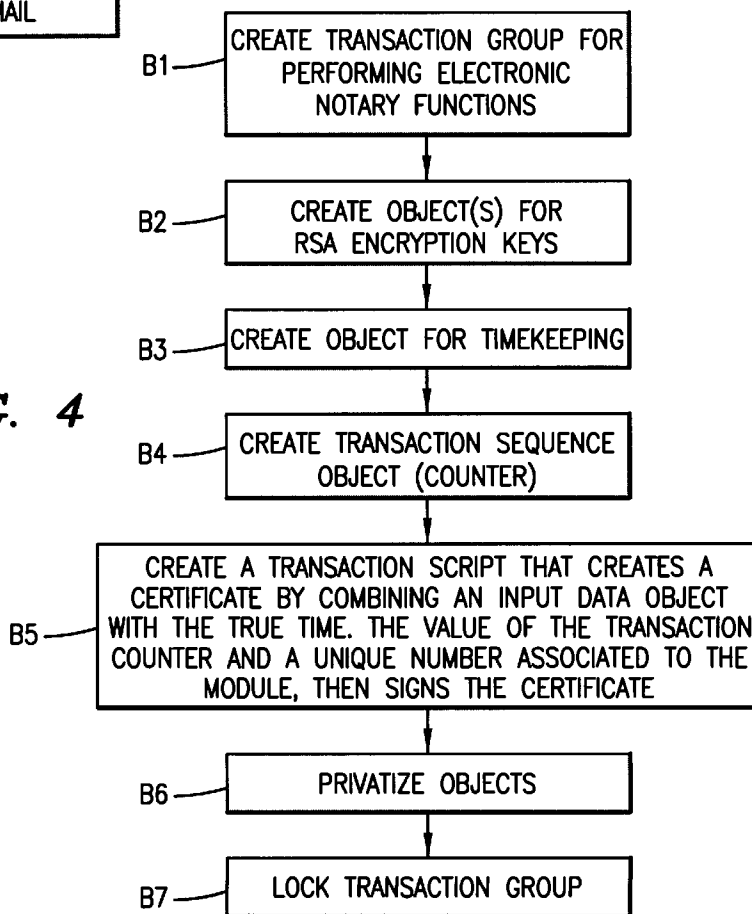 MAIL
B1
CREATE TRANSACTION GROUP FOR
PERFORMING ELECTRONIC
NOTARY FUNCTIONS
B2
CREATE OBJECT(S) FOR
RSA ENCRYPTION KEYS
B3
CREATE OBJECT FOR TIMEKEEPING
G. 4
B4
CREATE TRANSACTION SEQUENCE
OBJECT (COUNTER)
B5
CREATE A TRANSACTION SCRIPT THAT CREATES A
CERTIFICATE BY COMBINING AN INPUT DATA OBJECT
WITH THE TRUE TIME. THE VALUE OF THE TRANSACTION
COUNTER AND A UNIQUE NUMBER ASSOCIATED TO THE
MODULE, THEN SIGNS THE CERTIFICATE
B6
PRIVATIZE OBJECTS
B7
LOCK TRANSACTION GROUP